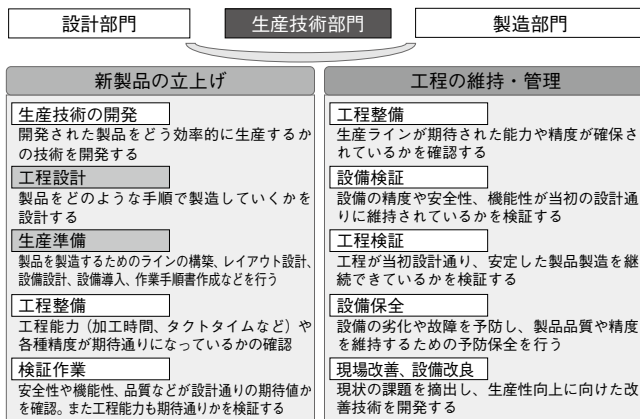 設計部門
生産技術部門
製造部門
新製品の立上げ
生産技術の開発
開発された製品をどう効率的に生産するか
の技術を開発する
工程設計
製品をどのような手順で製造していくかを
設計する
生産準備
製品を製造するためのラインの構築、レイアウト設計、
設備設計、設備導入、作業手順書作成などを行う
工程整備
工程能力（加工時間、タクトタイムなど）や
各種精度が期待通りになっているかの確認
検証作業
安全性や機能性、品質などが設計通りの期待値か
を確認。また工程能力も期待通りかを検証する
工程の維持・管理
工程整備
生産ラインが期待された能力や精度が確保さ
れているかを確認する
設備検証
設備の精度や安全性、機能性が当初の設計通
りに維持されているかを検証する
工程検証
工程が当初設計通り、安定した製品製造を継
続できているかを検証する
設備保全
設備の劣化や故障を予防し、製品品質や精度
を維持するための予防保全を行う
現場改善、設備改良
現状の課題を摘出し、生産性向上に向けた改
善技術を開発する